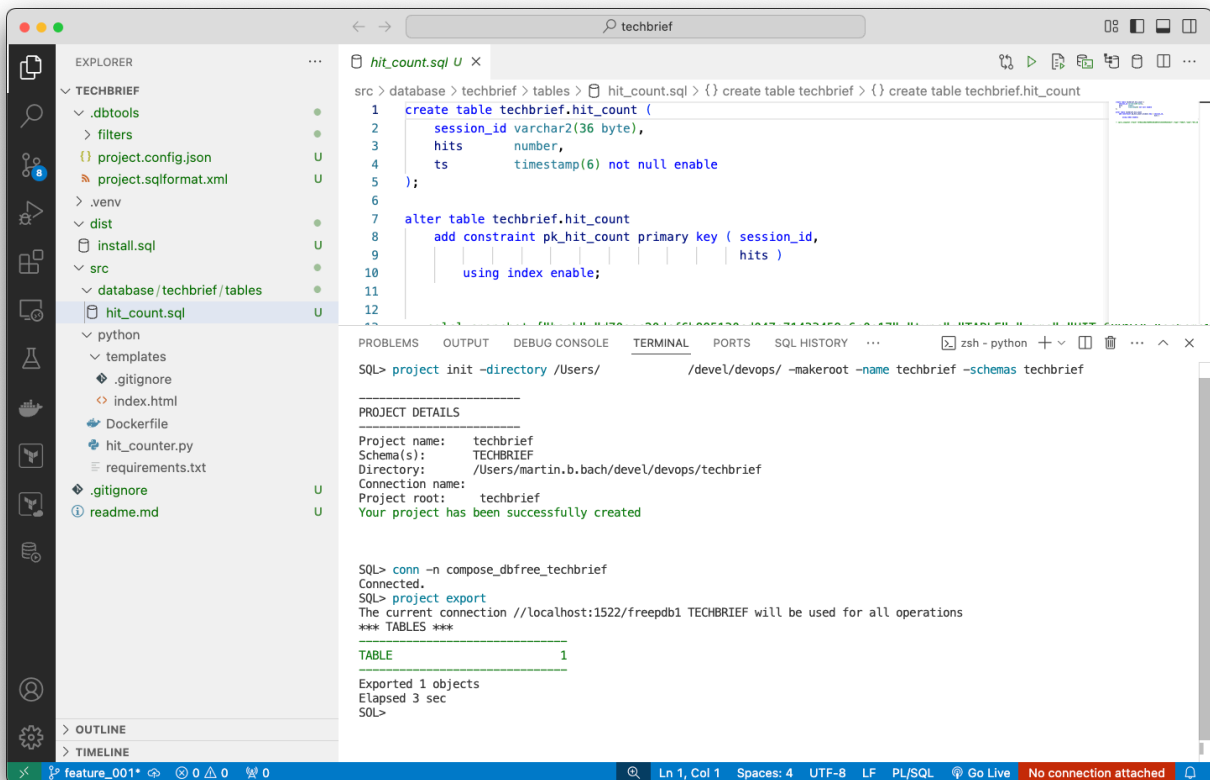 techbrief
EXPLORER
TECHBRIEF
.dbtools
filters
{} project.config.json U
project.sqlformat.xml U
.venv
dist
install.sql U
src
database/techbrief/tables
hit_count.sql U
python
templates
.gitignore
<> index.html
Dockerfile
hit_counter.py
requirements.txt
.gitignore U
readme.md U
OUTLINE
TIMELINE
8
hit_count.sql U
src > database > techbrief > tables > hit_count.sql > {} create table techbrief > {} create table techbrief.hit_count
1 create table techbrief.hit_count (
2 session_id varchar2(36 byte),
3 hits number,
4 ts timestamp(6) not null enable
5 );
6
7 alter table techbrief.hit_count
8 add constraint pk_hit_count primary key ( session_id,
9 hits )
10 using index enable;
11
12
PROBLEMS OUTPUT DEBUG CONSOLE TERMINAL PORTS SQL HISTORY ... zsh - python
SQL> project init -directory /Users/ /devel/devops/ -makeroot -name techbrief -schemas techbrief
------------------------
PROJECT DETAILS
------------------------
Project name: techbrief
Schema(s): TECHBRIEF
Directory: /Users/martin.b.bach/devel/devops/techbrief
Connection name:
Project root: techbrief
Your project has been successfully created
SQL> conn -n compose_dbfree_techbrief
Connected.
SQL> project export
The current connection //localhost:1522/freepdb1 TECHBRIEF will be used for all operations
*** TABLES ***
-------------------------------
TABLE 1
-------------------------------
Exported 1 objects
Elapsed 3 sec
SQL>
feature_001* 0 0 0 Ln 1, Col 1 Spaces: 4 UTF-8 LF PL/SQL Go Live No connection attached